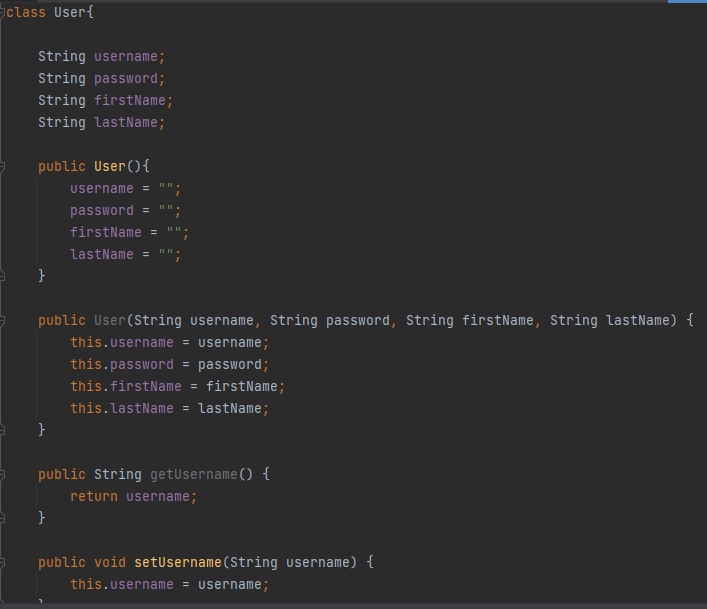 class User{
    String username;
    String password;
    String firstName;
    String lastName;
    public User(){
        username = "";
        password = "";
        firstName = "";
        lastName = "";
    }
    public User(String username, String password, String firstName, String lastName) {
        this.username = username;
        this.password = password;
        this.firstName = firstName;
        this.lastName = lastName;
    }
    public String getUsername() {
        return username;
    }
    public void setUsername(String username) {
        this.username = username;
    }